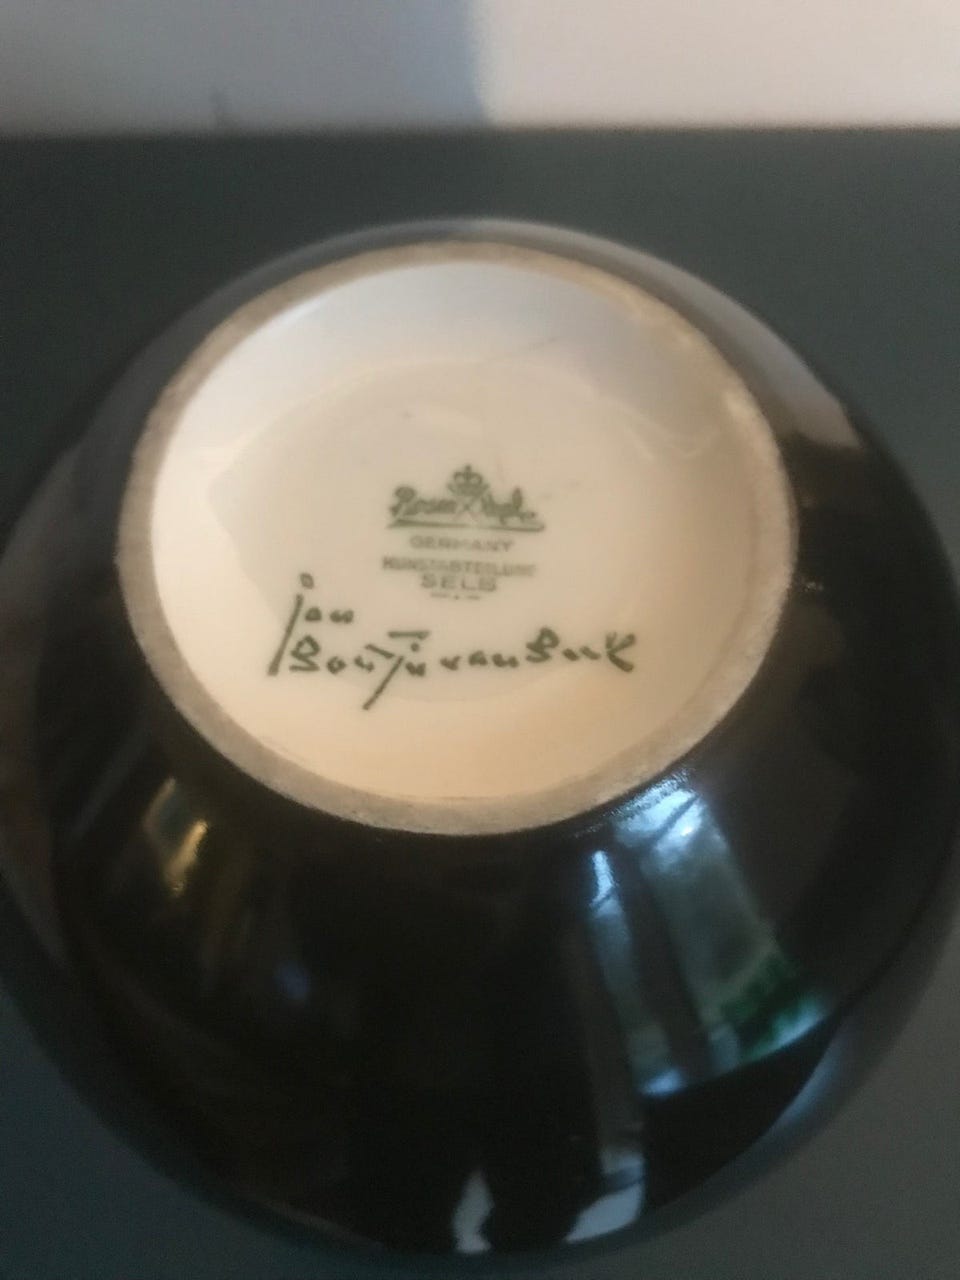 Rosenthal
GERMANY
KUNSTABTEILUNG
SELB
jan
Bontjes van Beek